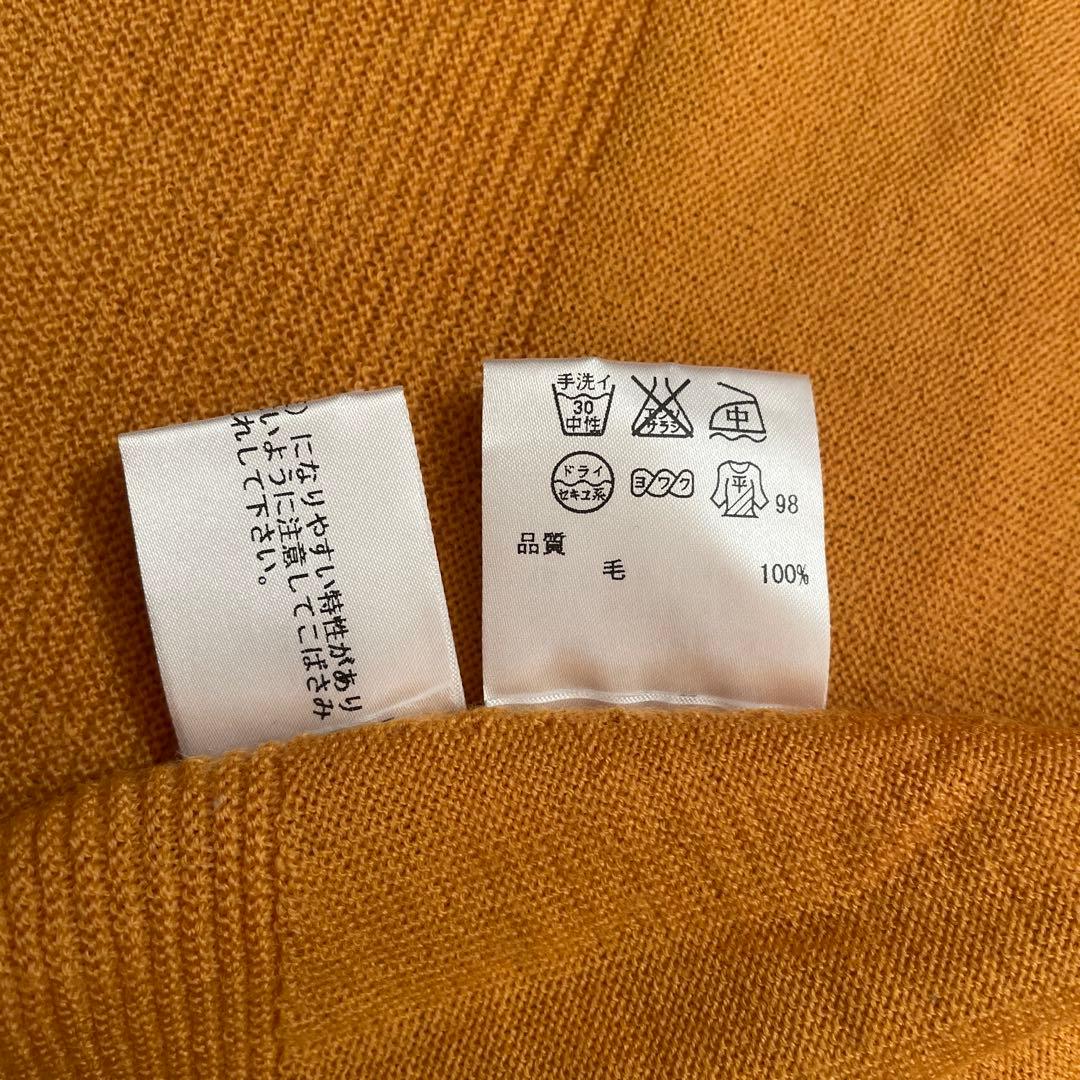 になりやすい特性があり
いように注意してこばさみ
れして下さい。
手洗イ
30
中性
エンソ
サラシ
中
ドライ
セキユ系
ヨワク
平
98
品質
毛 100%